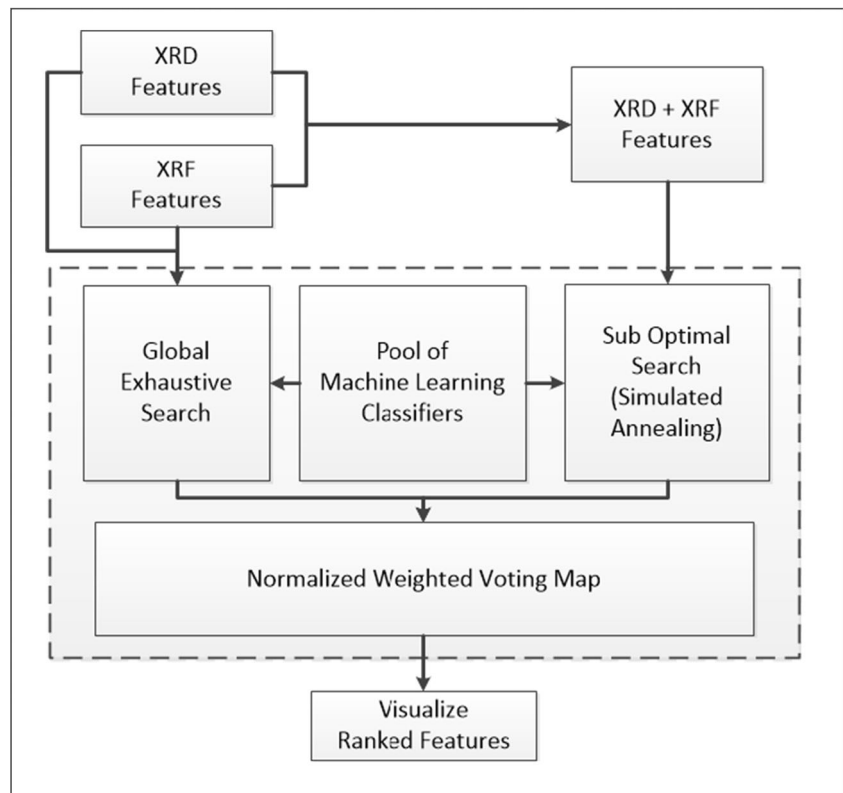 XRD
Features
XRF
Features
XRD + XRF
Features
Global
Exhaustive
Search
Pool of
Machine Learning
Classifiers
Sub Optimal
Search
(Simulated
Annealing)
Normalized Weighted Voting Map
Visualize
Ranked Features